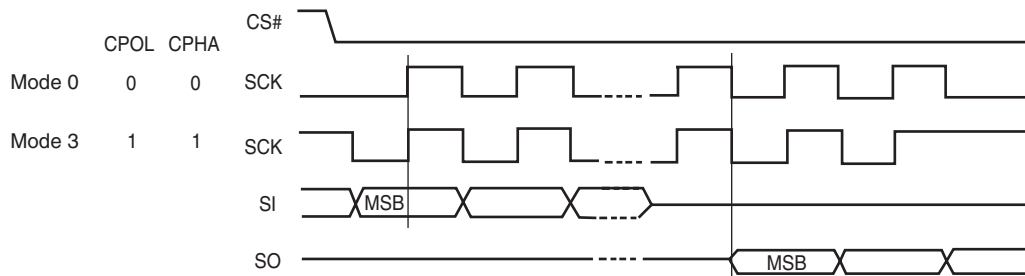 CS#
CPOL CPHA
Mode 0 0 0 SCK
Mode 3 1 1 SCK
SI MSB
SO MSB